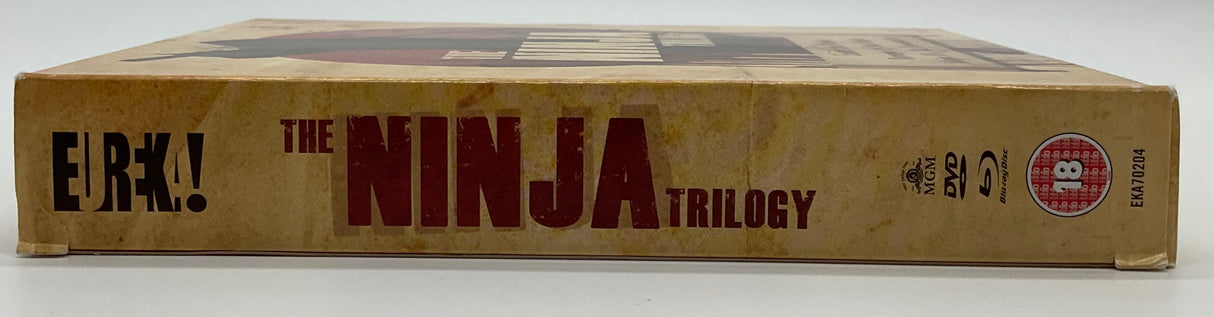 EUREKA!
THE NINJA TRILOGY
MGM
DVD
Blu-ray Disc
18
EKA70204